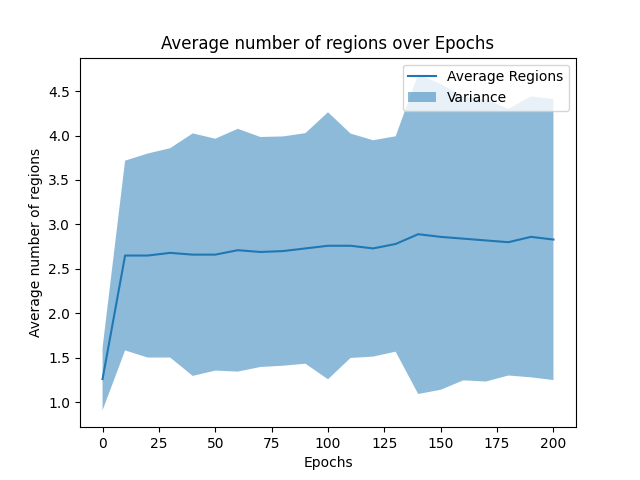 Average number of regions over Epochs
Average Regions
Variance
Average number of regions
4.5
4.0
3.5
3.0
2.5
2.0
1.5
1.0
0 25 50 75 100 125 150 175 200
Epochs